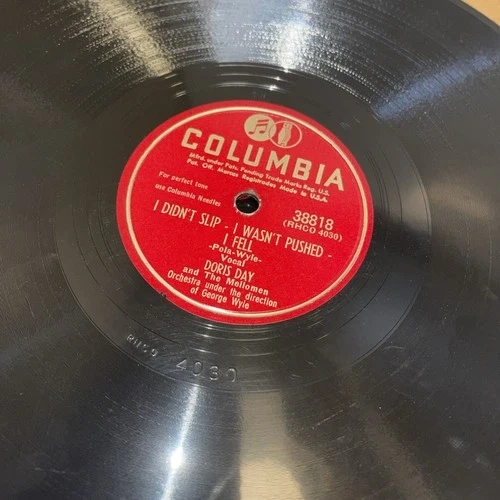 COLUMBIA
Mfrd. under Pats. Pending Trade Marks Reg. U.S.
Pat. Off. Marcas Registradas Made in U.S.A.
For perfect tone
use Columbia Needles
38818
(RHCO 4030)
I DIDN'T SLIP - I WASN'T PUSHED -
I FELL
-Pola-Wyle-
Vocal
DORIS DAY
and The Mellomen
Orchestra under the direction
of George Wyle
RHCO 4030